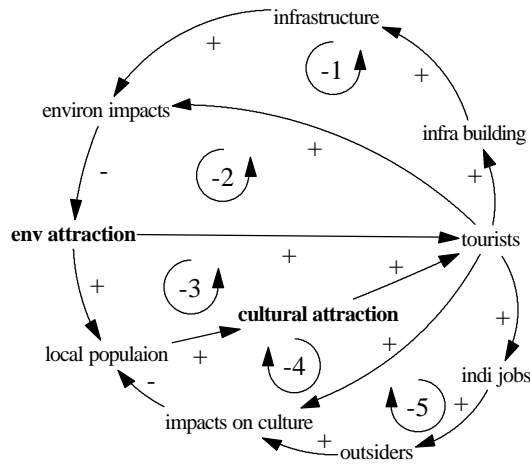 infrastructure
+
+
-1
environ impacts
infra building
+
+
-
-2
env attraction
tourists
+
+
+
-3
cultural attraction
+
+
local populaion
+
-4
indi jobs
-
-5
+
impacts on culture
+
outsiders